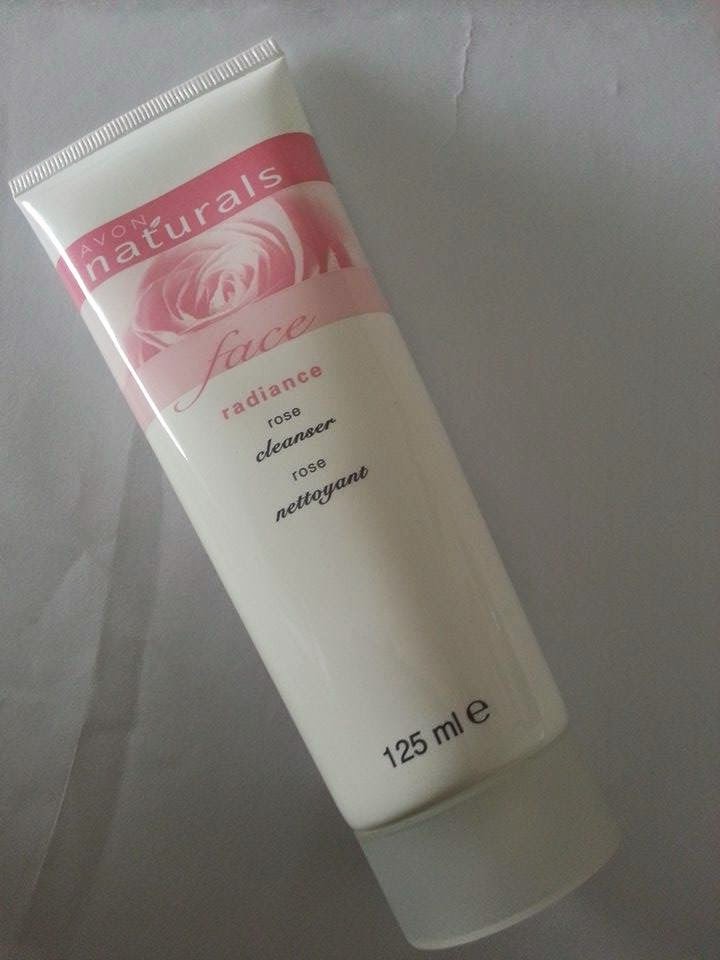 AVON
naturals
face
radiance
rose
cleanser
rose
nettoyant
125 ml e